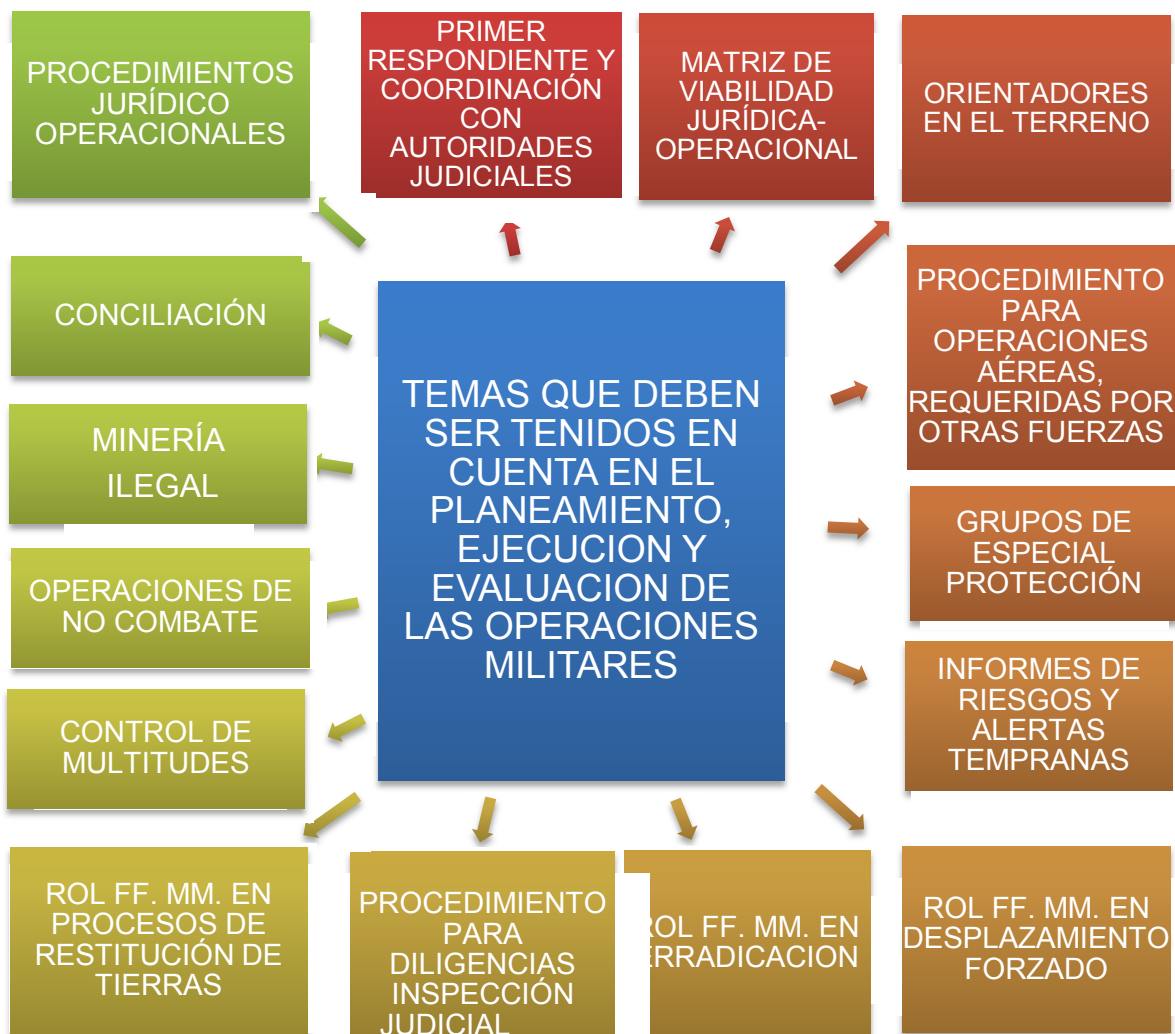 PROCEDIMIENTOS
JURÍDICO
OPERACIONALES
PRIMER
RESPONDIENTE Y
COORDINACIÓN
CON
AUTORIDADES
JUDICIALES
MATRIZ DE
VIABILIDAD
JURÍDICA-
OPERACIONAL
ORIENTADORES
EN EL TERRENO
CONCILIACIÓN
MINERÍA
ILEGAL
OPERACIONES DE
NO COMBATE
CONTROL DE
MULTITUDES
TEMAS QUE DEBEN
SER TENIDOS EN
CUENTA EN EL
PLANEAMIENTO,
EJECUCION Y
EVALUACION DE
LAS OPERACIONES
MILITARES
PROCEDIMIENTO
PARA
OPERACIONES
AÉREAS,
REQUERIDAS POR
OTRAS FUERZAS
GRUPOS DE
ESPECIAL
PROTECCIÓN
INFORMES DE
RIESGOS Y
ALERTAS
TEMPRANAS
ROL FF. MM. EN
PROCESOS DE
RESTITUCIÓN DE
TIERRAS
PROCEDIMIENTO
PARA
DILIGENCIAS
INSPECCIÓN
JUDICIAL
ROL FF. MM. EN
ERRADICACION
ROL FF. MM. EN
DESPLAZAMIENTO
FORZADO